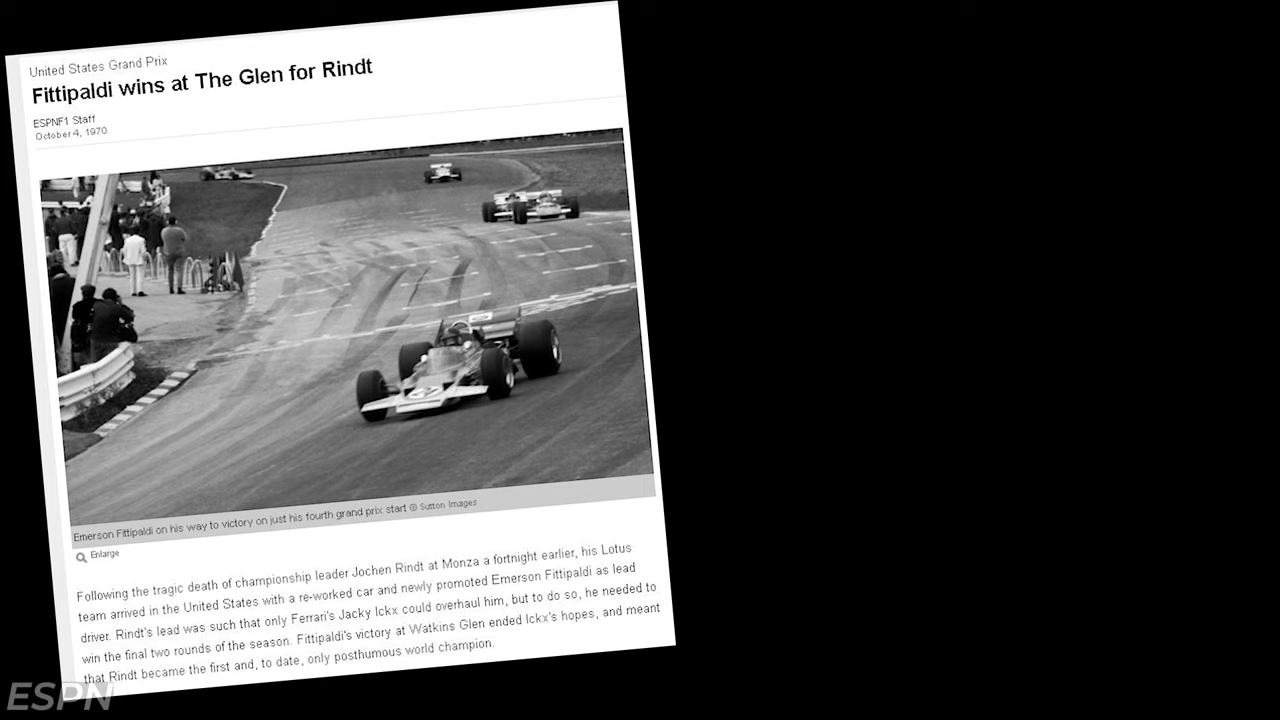 United States Grand Prix
Fittipaldi wins at The Glen for Rindt
ESPNF1 Staff
October 4, 1970
Emerson Fittipaldi on his way to victory on just his fourth grand prix start © Sutton Images
Enlarge
Following the tragic death of championship leader Jochen Rindt at Monza a fortnight earlier, his Lotus
team arrived in the United States with a re-worked car and newly promoted Emerson Fittipaldi as lead
driver. Rindt's lead was such that only Ferrari's Jacky Ickx could overhaul him, but to do so, he needed to
win the final two rounds of the season. Fittipaldi's victory at Watkins Glen ended Ickx's hopes, and meant
that Rindt became the first and, to date, only posthumous world champion.
ESPN